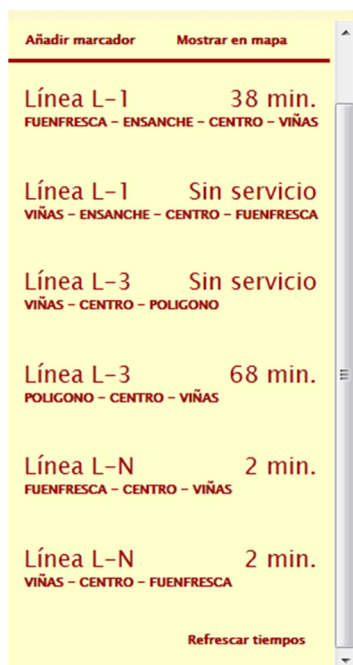 Añadir marcador Mostrar en mapa
Línea L-1 38 min.
FUENFRESCA - ENSANCHE - CENTRO - VIÑAS
Línea L-1 Sin servicio
VIÑAS - ENSANCHE - CENTRO - FUENFRESCA
Línea L-3 Sin servicio
VIÑAS - CENTRO - POLIGONO
Línea L-3 68 min.
POLIGONO - CENTRO - VIÑAS
Línea L-N 2 min.
FUENFRESCA - CENTRO - VIÑAS
Línea L-N 2 min.
VIÑAS - CENTRO - FUENFRESCA
Refrescar tiempos